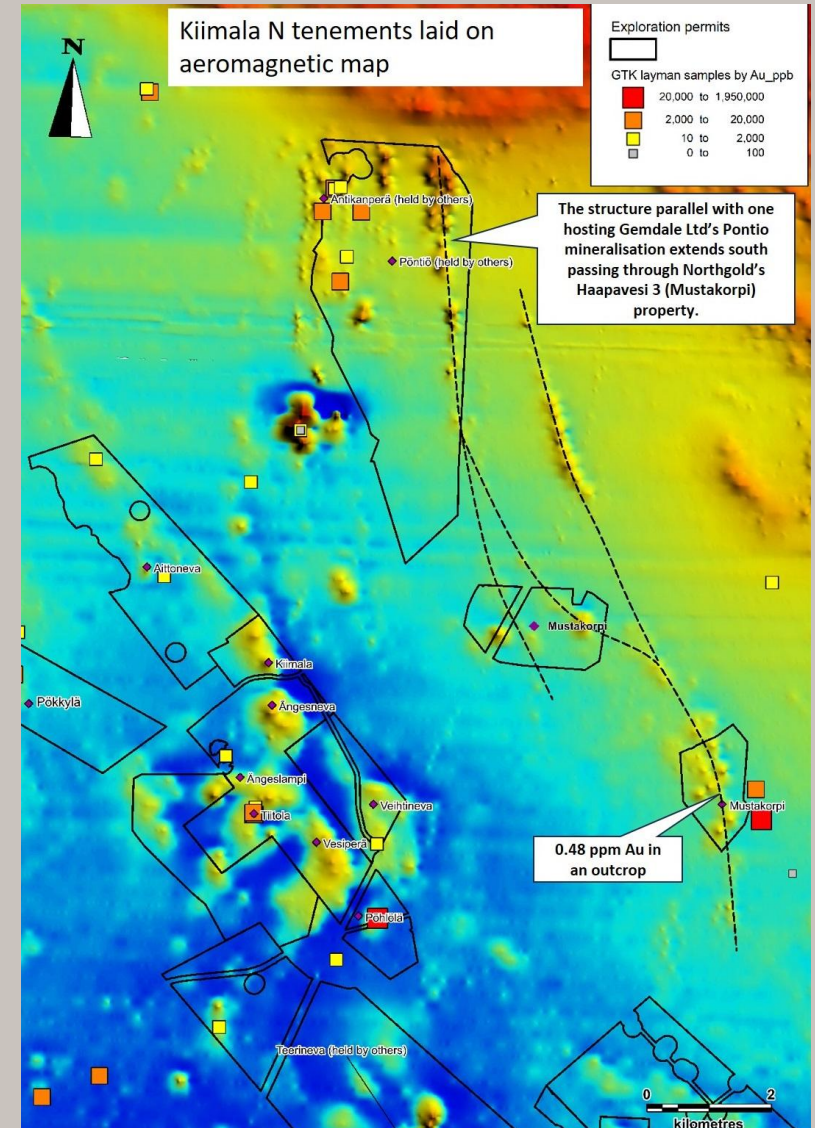 Kiimala N tenements laid on
aeromagnetic map
N
Exploration permits
GTK layman samples by Au_ppb
20,000 to 1,950,000
2,000 to 20,000
10 to 2,000
0 to 100
Antikanperä (held by others)
Pöntiö (held by others)
The structure parallel with one
hosting Gemdale Ltd's Pontio
mineralisation extends south
passing through Northgold's
Haapavesi 3 (Mustakorpi)
property.
Aittoneva
Mustakorpi
Kiimala
Pökkylä
Ängesneva
Ängeslampi
Veihtineva
Mustakorpi
Tiitola
Vesiperä
0.48 ppm Au in
an outcrop
Pöhlölä
Teerineva (held by others)
0 2
kilometres